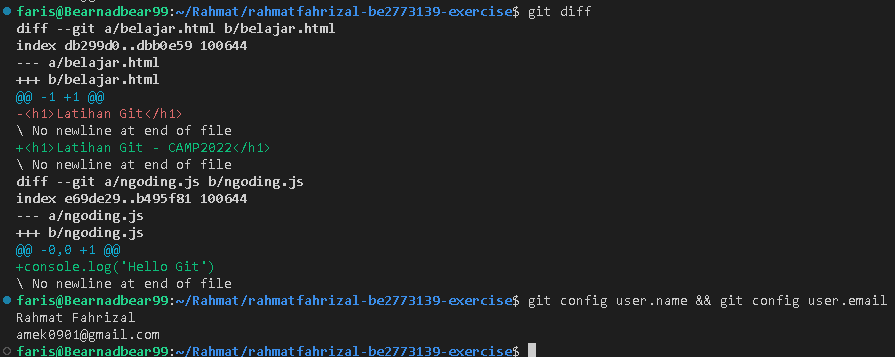 faris@Bearnadbear99:~/Rahmat/rahmatfahrizal-be2773139-exercise$ git diff
diff --git a/belajar.html b/belajar.html
index db299d0..dbb0e59 100644
--- a/belajar.html
+++ b/belajar.html
@@ -1 +1 @@
-<h1>Latihan Git</h1>
\ No newline at end of file
+<h1>Latihan Git - CAMP2022</h1>
\ No newline at end of file
diff --git a/ngoding.js b/ngoding.js
index e69de29..b495f81 100644
--- a/ngoding.js
+++ b/ngoding.js
@@ -0,0 +1 @@
+console.log("Hello Git")
\ No newline at end of file
faris@Bearnadbear99:~/Rahmat/rahmatfahrizal-be2773139-exercise$ git config user.name && git config user.email
Rahmat Fahrizal
amek0901@gmail.com
faris@Bearnadbear99:~/Rahmat/rahmatfahrizal-be2773139-exercise$